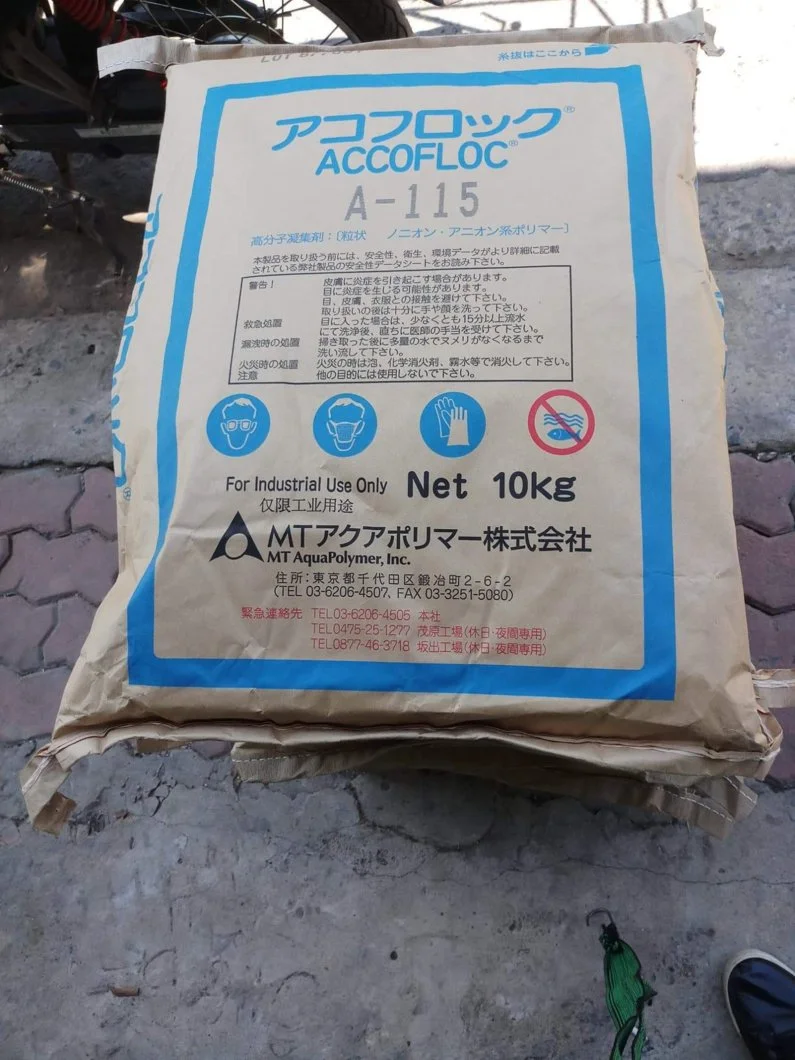 糸抜はここから
アコフロック®
ACCOFLOC®
A-115
高分子凝集剤:〔粒状 ノニオン・アニオン系ポリマー〕
本製品を取り扱う前には、安全性、衛生、環境データがより詳細に記載
されている弊社製品の安全性データシートをお読み下さい。
警告! 皮膚に炎症を引き起こす場合があります。
目に炎症を生じる可能性があります。
目、皮膚、衣服との接触を避けて下さい。
取り扱いの後は十分に手や顔を洗って下さい。
救急処置 目に入った場合は、少なくとも15分以上流水
にて洗浄後、直ちに医師の手当を受けて下さい。
漏洩時の処置 掃き取った後に多量の水でヌメリがなくなるまで
洗い流して下さい。
火災時の処置 火災の時は泡、化学消火剤、霧水等で消火して下さい。
注意 他の目的には使用しないで下さい。
For Industrial Use Only Net 10kg
仅限工业用途
MTアクアポリマー株式会社
MT AquaPolymer, Inc.
住所:東京都千代田区鍛冶町2-6-2
(TEL 03-6206-4507, FAX 03-3251-5080)
緊急連絡先 TEL03-6206-4505 本社
TEL0475-25-1277 茂原工場(休日・夜間専用)
TEL0877-46-3718 坂出工場(休日・夜間専用)